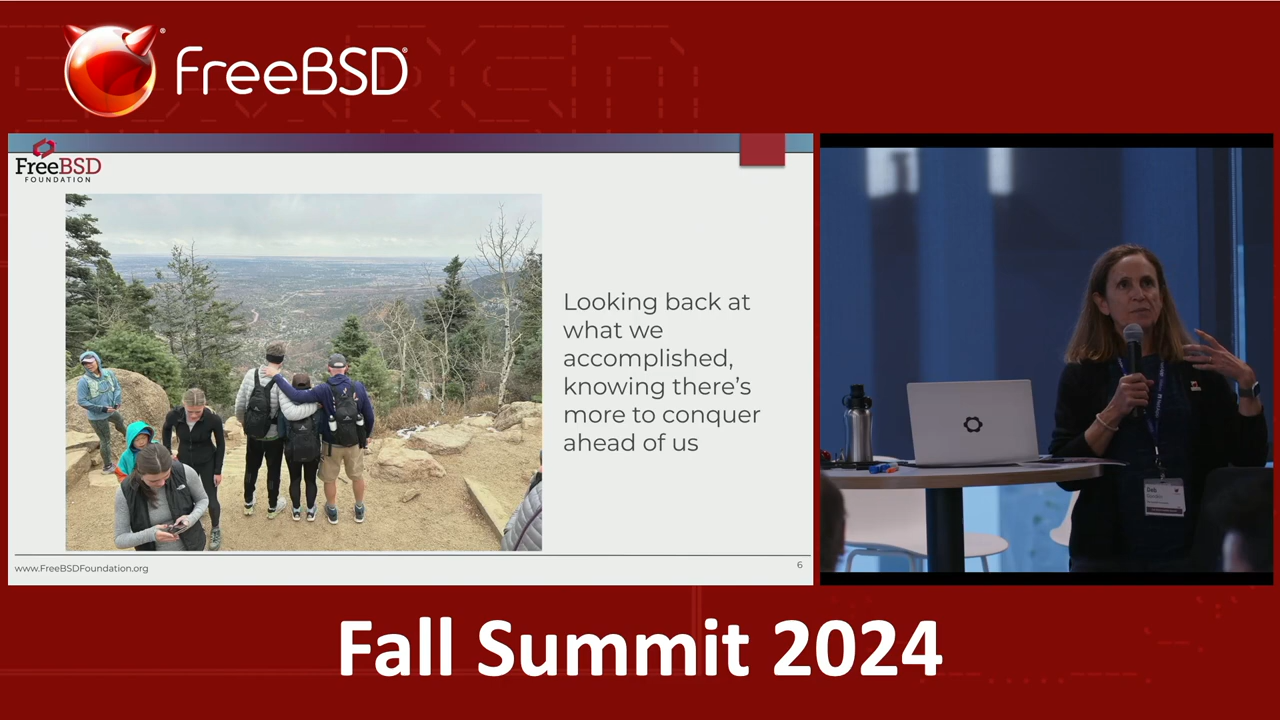 FreeBSD®
FreeBSD
FOUNDATION
Looking back at
what we
accomplished,
knowing there's
more to conquer
ahead of us
www.FreeBSDFoundation.org
6
Deb
Fall Summit 2024